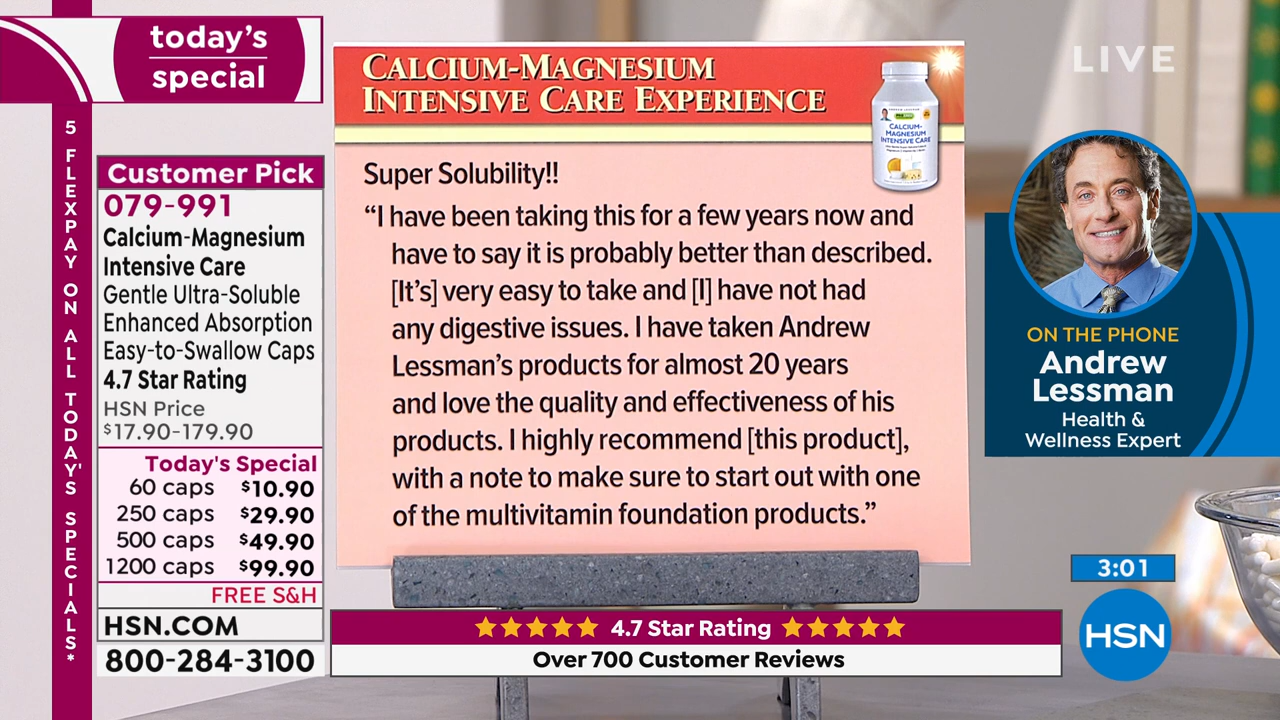 today's
special
5 FLEXPAY ON ALL TODAY'S SPECIALS*
Customer Pick
079-991
Calcium-Magnesium
Intensive Care
Gentle Ultra-Soluble
Enhanced Absorption
Easy-to-Swallow Caps
4.7 Star Rating
HSN Price
$17.90-179.90
Today's Special
60 caps $10.90
250 caps $29.90
500 caps $49.90
1200 caps $99.90
FREE S&H
HSN.COM
800-284-3100
CALCIUM-MAGNESIUM
INTENSIVE CARE EXPERIENCE
CALCIUM-
MAGNESIUM
INTENSIVE CARE
Super Solubility!!
“I have been taking this for a few years now and
have to say it is probably better than described.
[It’s] very easy to take and [I] have not had
any digestive issues. I have taken Andrew
Lessman’s products for almost 20 years
and love the quality and effectiveness of his
products. I highly recommend [this product],
with a note to make sure to start out with one
of the multivitamin foundation products.”
4.7 Star Rating
Over 700 Customer Reviews
LIVE
ON THE PHONE
Andrew
Lessman
Health &
Wellness Expert
3:01
HSN